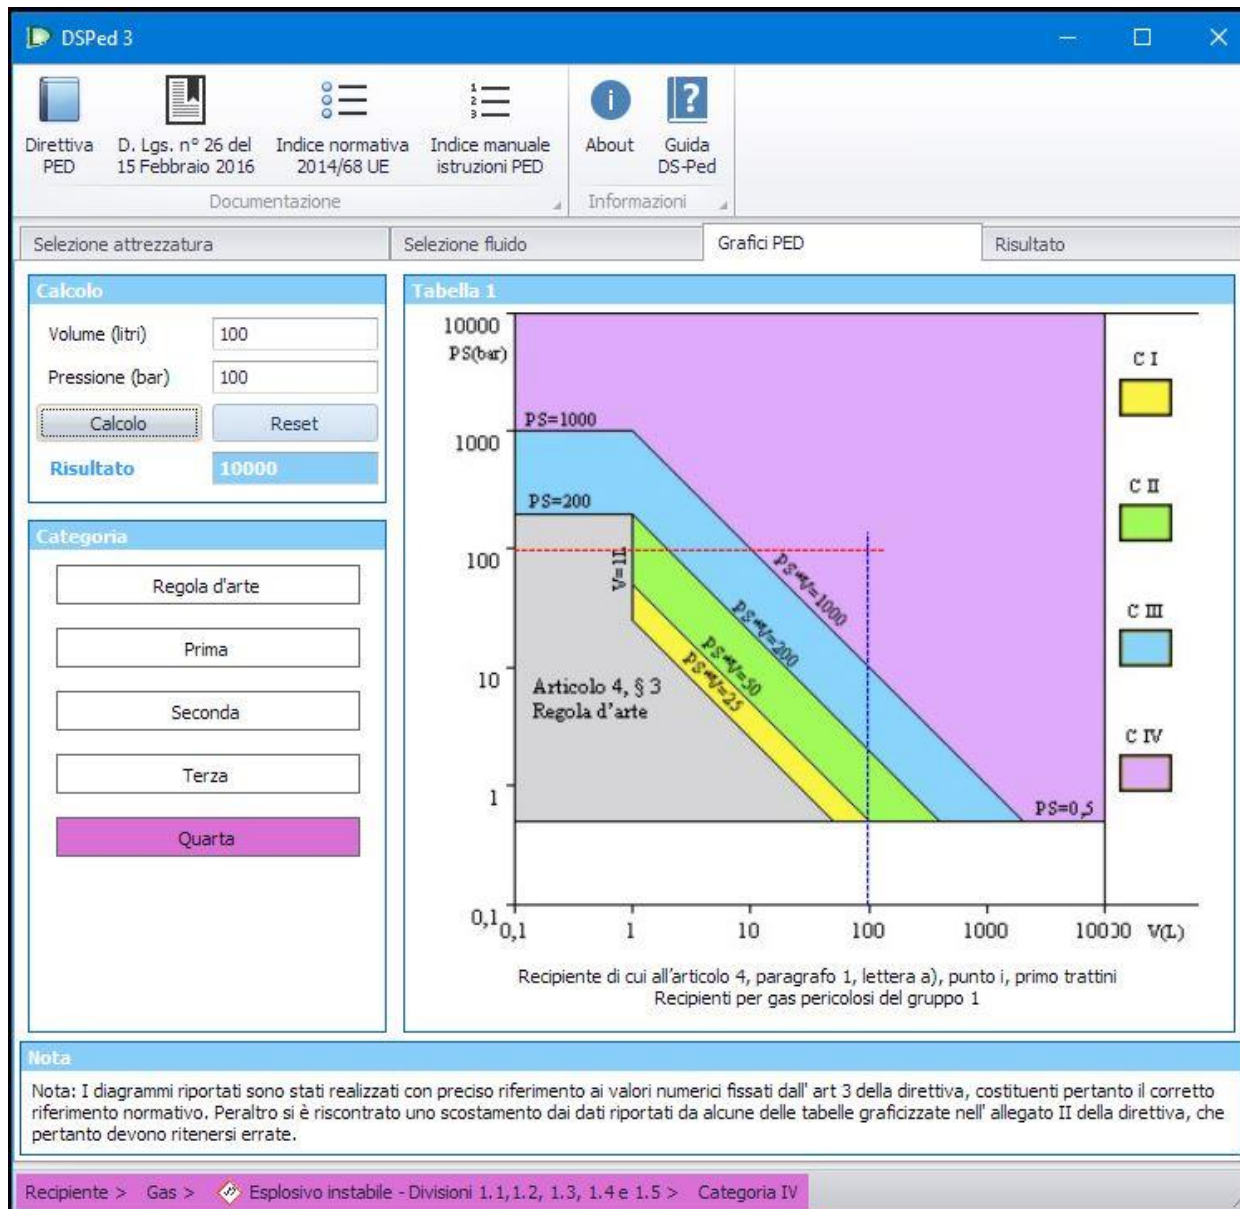 DSPed 3
Direttiva
PED
D. Lgs. n° 26 del
15 Febbraio 2016
Indice normativa
2014/68 UE
Indice manuale
istruzioni PED
About
Guida
DS-Ped
Documentazione
Informazioni
Selezione attrezzatura
Selezione fluido
Grafici PED
Risultato
Calcolo
Volume (litri)
100
Pressione (bar)
100
Calcolo
Reset
Risultato
10000
Categoria
Regola d'arte
Prima
Seconda
Terza
Quarta
Tabella 1
10000
PS(bar)
PS=1000
1000
PS=200
100
V=1L
PS*V=1000
PS*V=200
PS*V=50
PS*V=25
10
Articolo 4, § 3
Regola d'arte
1
PS=0,5
0,1
0,1
1
10
100
1000
10000
V(L)
C I
C II
C III
C IV
Recipiente di cui all'articolo 4, paragrafo 1, lettera a), punto i, primo trattini
Recipienti per gas pericolosi del gruppo 1
Nota
Nota: I diagrammi riportati sono stati realizzati con preciso riferimento ai valori numerici fissati dall' art 3 della direttiva, costituenti pertanto il corretto
riferimento normativo. Peraltro si è riscontrato uno scostamento dai dati riportati da alcune delle tabelle graficizzate nell' allegato II della direttiva, che
pertanto devono ritenersi errate.
Recipiente > Gas > Esplosivo instabile - Divisioni 1.1,1.2, 1.3, 1.4 e 1.5 > Categoria IV